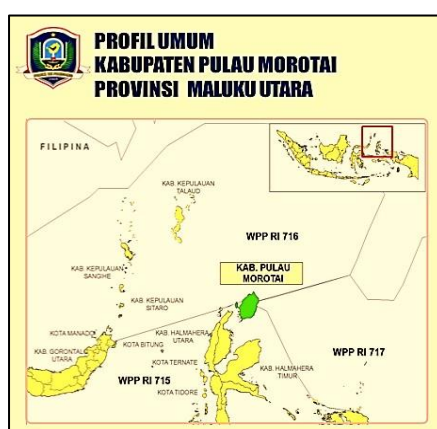 PROFIL UMUM
KABUPATEN PULAU MOROTAI
PROVINSI MALUKU UTARA
FILIPINA
KAB. KEPULAUAN
TALAUD
WPP RI 716
KAB. PULAU
MOROTAI
KAB. KEPULAUAN
SANGIHE
KAB. KEPULAUAN
SITARO
KOTA MANADO
KOTA BITUNG
KAB. HALMAHERA
UTARA
KAB. GORONTALO
UTARA
KOTA TERNATE
WPP RI 717
KAB. HALMAHERA
TIMUR
WPP RI 715
KOTA TIDORE